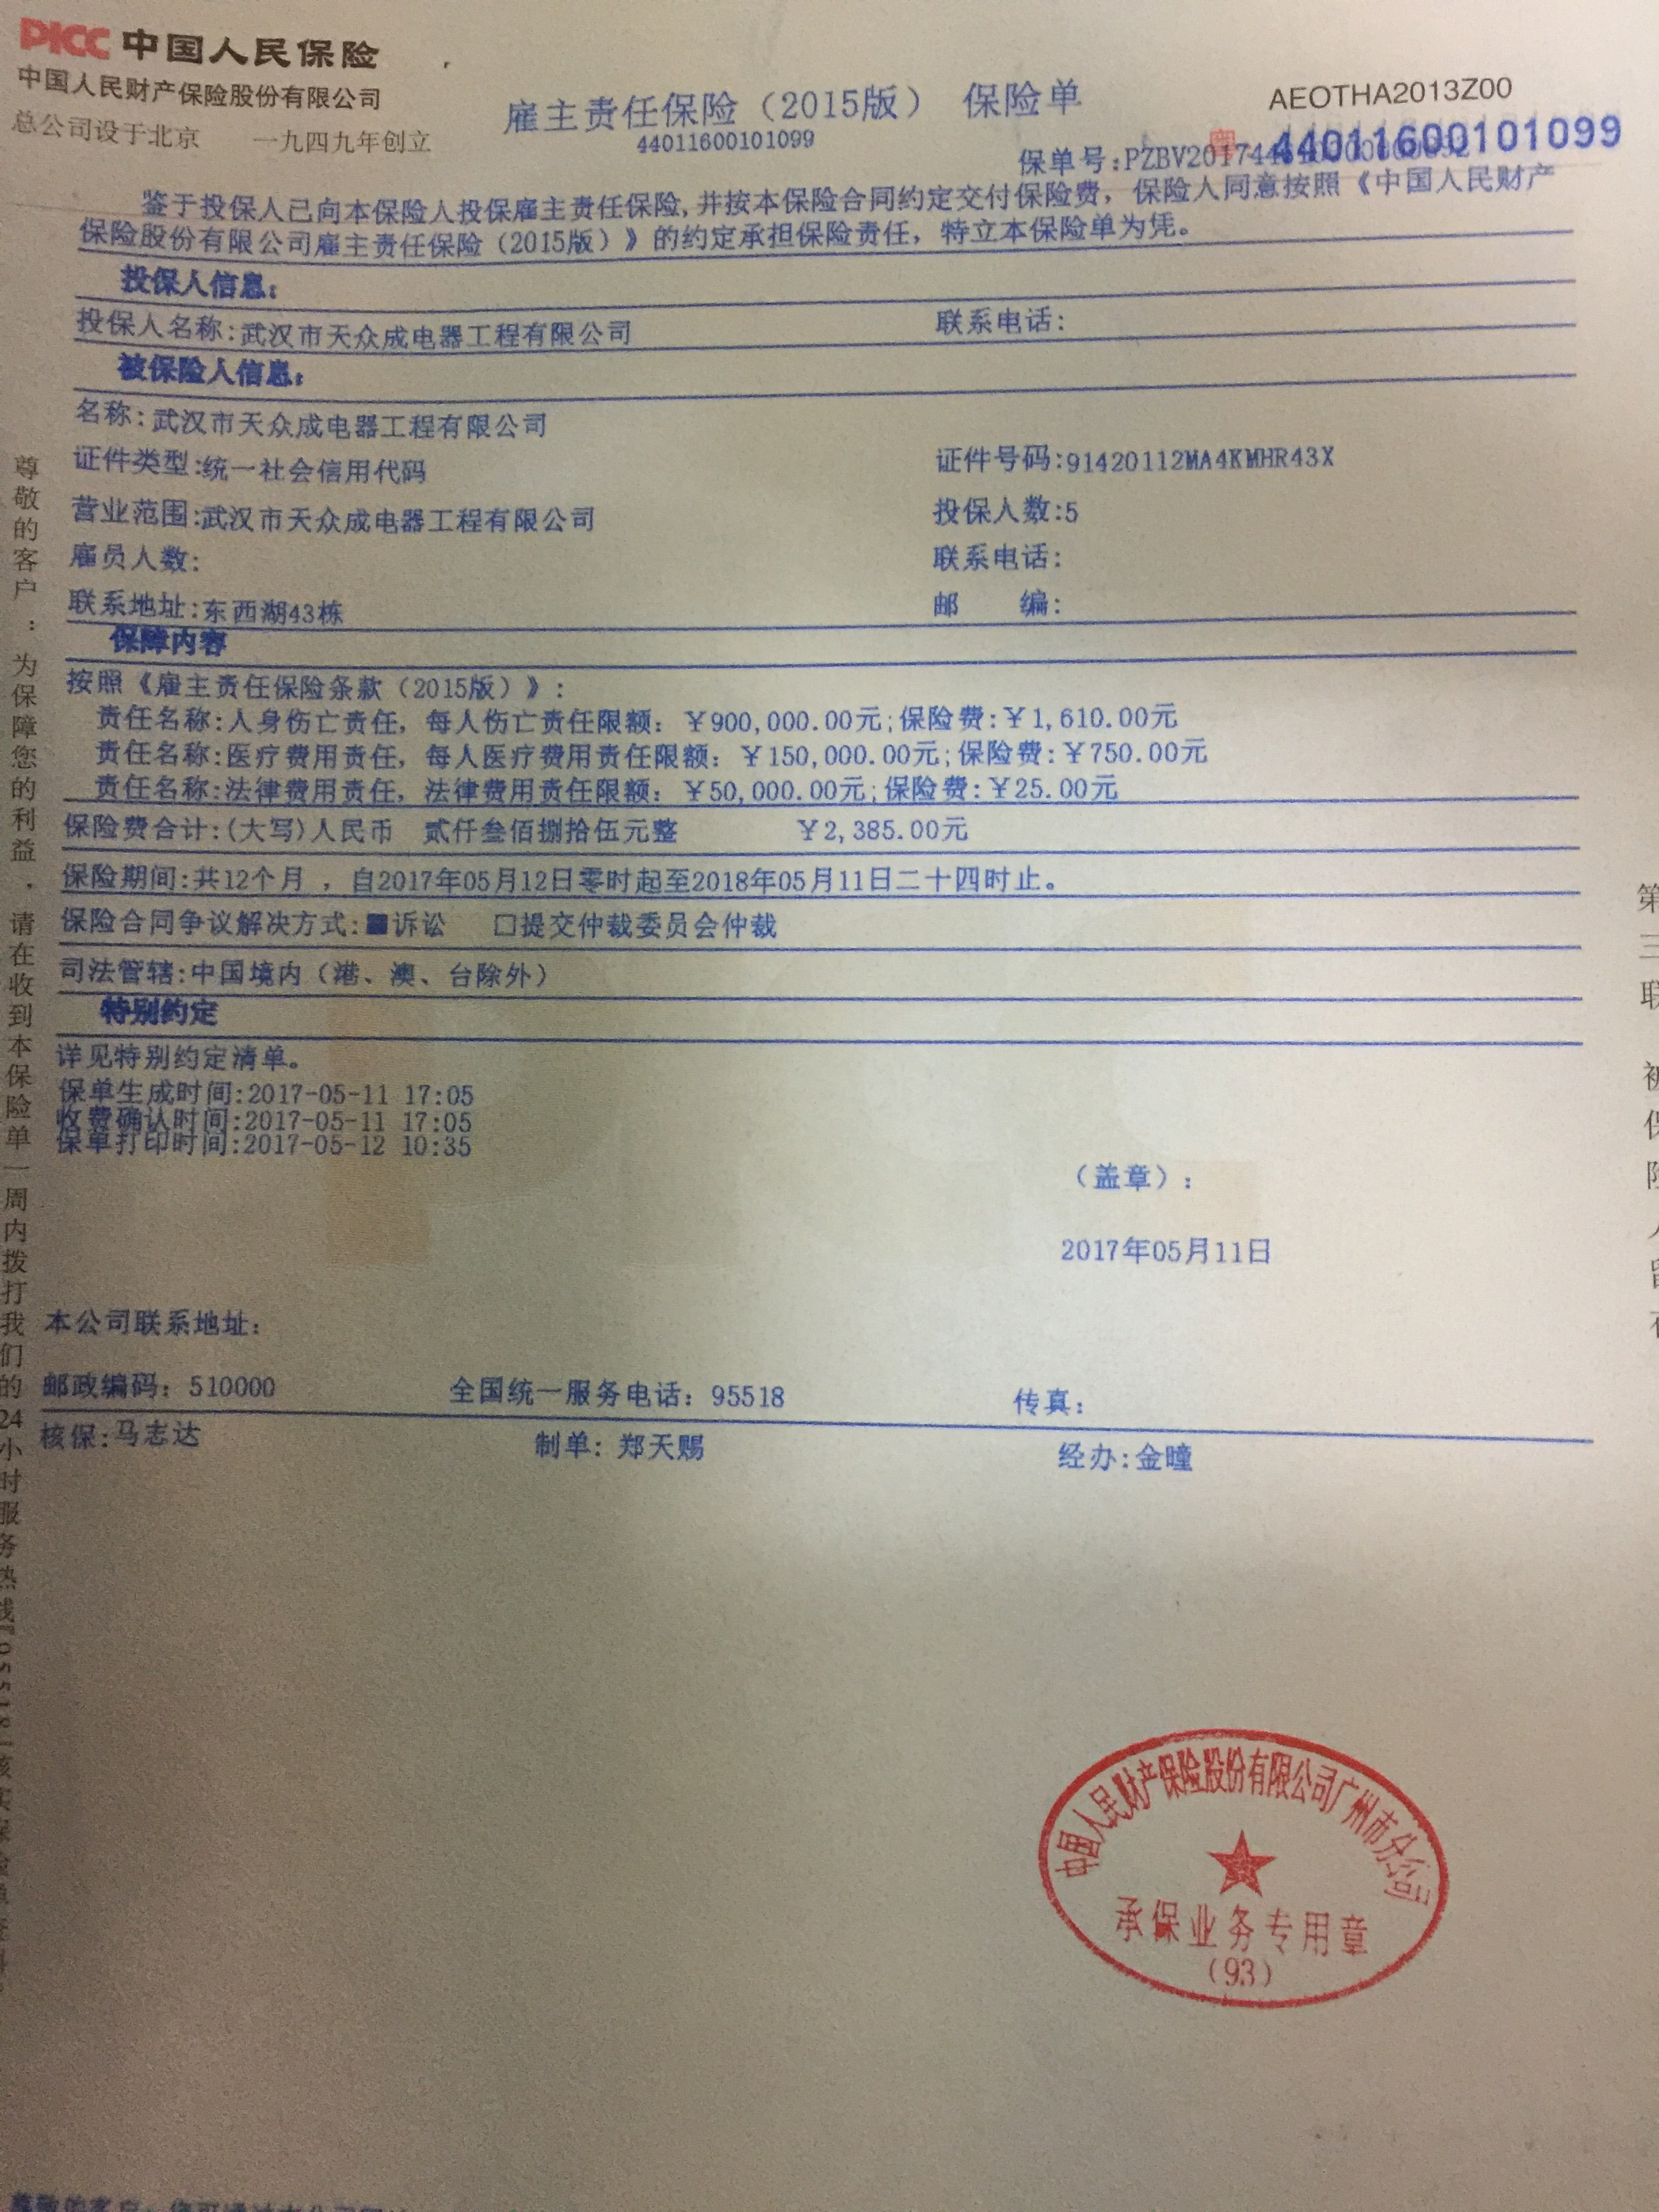 PICC 中国人民保险
中国人民财产保险股份有限公司
总公司设于北京 一九四九年创立
雇主责任保险（2015版） 保险单
44011600101099
AEOTHA2013Z00
44011600101099
保单号:PZBV2017
鉴于投保人已向本保险人投保雇主责任保险,并按本保险合同约定交付保险费，保险人同意按照《中国人民财产
保险股份有限公司雇主责任保险（2015版）》的约定承担保险责任，特立本保险单为凭。
投保人信息:
投保人名称:武汉市天众成电器工程有限公司 联系电话:
被保险人信息:
名称:武汉市天众成电器工程有限公司
证件类型:统一社会信用代码 证件号码:91420112MA4KMHR43X
营业范围:武汉市天众成电器工程有限公司 投保人数:5
雇员人数: 联系电话:
联系地址:东西湖43栋 邮 编:
保障内容
按照《雇主责任保险条款（2015版）》:
责任名称:人身伤亡责任，每人伤亡责任限额：￥900,000.00元;保险费:￥1,610.00元
责任名称:医疗费用责任，每人医疗费用责任限额：￥150,000.00元;保险费:￥750.00元
责任名称:法律费用责任，法律费用责任限额：￥50,000.00元;保险费:￥25.00元
保险费合计:(大写)人民币 贰仟叁佰捌拾伍元整 ￥2,385.00元
保险期间:共12个月 ，自2017年05月12日零时起至2018年05月11日二十四时止。
保险合同争议解决方式:■诉讼 □提交仲裁委员会仲裁
司法管辖:中国境内（港、澳、台除外）
特别约定
详见特别约定清单。
保单生成时间:2017-05-11 17:05
收费确认时间:2017-05-11 17:05
保单打印时间:2017-05-12 10:35
（盖章）:
2017年05月11日
本公司联系地址:
邮政编码: 510000 全国统一服务电话: 95518 传真:
核保:马志达 制单: 郑天赐 经办:金曈
中国人民财产保险股份有限公司广州市分公司
承保业务专用章
(93)
尊敬的客户：为保障您的利益，请在收到本保险单一周内拨打我们的24小时服务热线
第三联